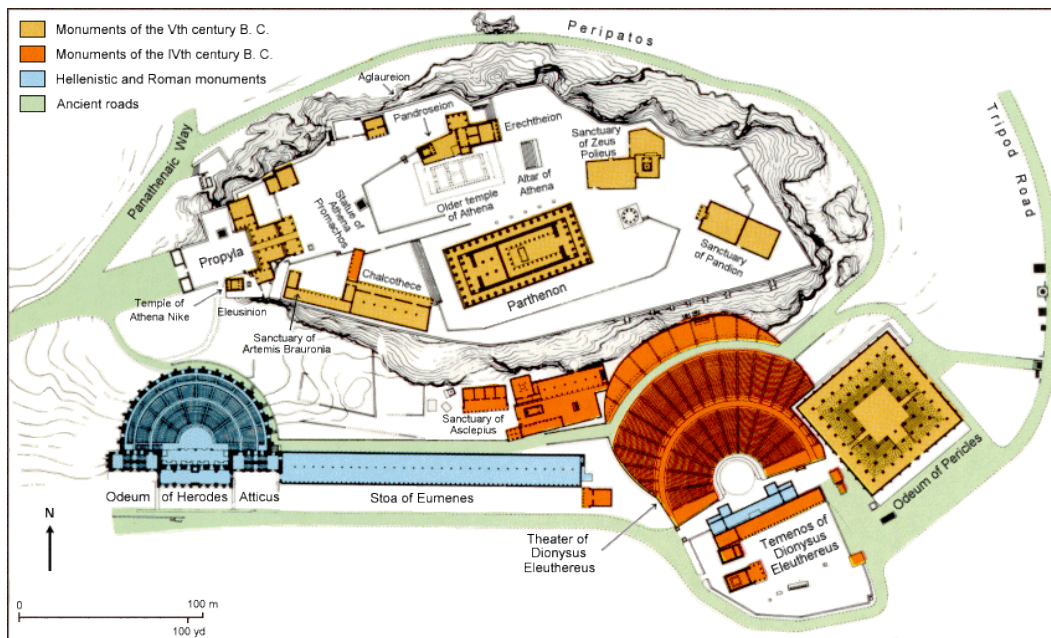 Monuments of the Vth century B. C.
Monuments of the IVth century B. C.
Hellenistic and Roman monuments
Ancient roads
Peripatos
Aglaureion
Pandroseion
Erechtheion
Sanctuary
of Zeus
Polieus
Tripod Road
Panathenaic Way
Statue of
Athena
Promachos
Older temple
of Athena
Altar of
Athena
Propyla
Chalcothece
Parthenon
Sanctuary
of Pandion
Temple of
Athena Nike
Eleusinion
Sanctuary of
Artemis Brauronia
Sanctuary of
Asclepius
Odeum of Pericles
Odeum of Herodes Atticus
Stoa of Eumenes
Theater of
Dionysus
Eleuthereus
Temenos of
Dionysus
Eleuthereus
N
0 100 m
100 yd